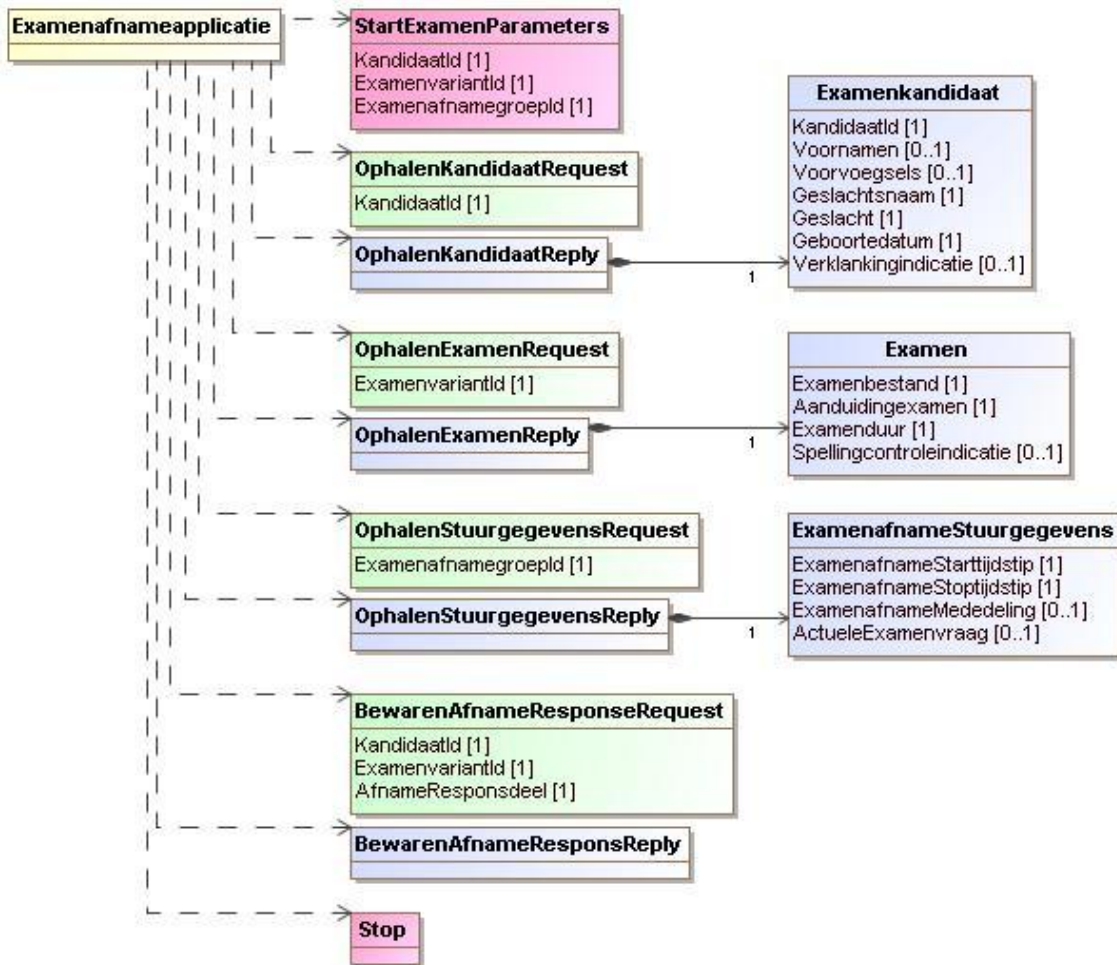 Examenafnameapplicatie
StartExamenParameters
KandidaatId [1]
ExamenvariantId [1]
ExamenafnamegroepId [1]
OphalenKandidaatRequest
KandidaatId [1]
OphalenKandidaatReply
1
Examenkandidaat
KandidaatId [1]
Voornamen [0..1]
Voorvoegsels [0..1]
Geslachtsnaam [1]
Geslacht [1]
Geboortedatum [1]
Verklankingindicatie [0..1]
OphalenExamenRequest
ExamenvariantId [1]
OphalenExamenReply
1
Examen
Examenbestand [1]
Aanduidingexamen [1]
Examenduur [1]
Spellingcontroleindicatie [0..1]
OphalenStuurgegevensRequest
ExamenafnamegroepId [1]
OphalenStuurgegevensReply
1
ExamenafnameStuurgegevens
ExamenafnameStarttijdstip [1]
ExamenafnameStoptijdstip [1]
ExamenafnameMededeling [0..1]
ActueleExamenvraag [0..1]
BewarenAfnameResponseRequest
KandidaatId [1]
ExamenvariantId [1]
AfnameResponsdeel [1]
BewarenAfnameResponsReply
Stop